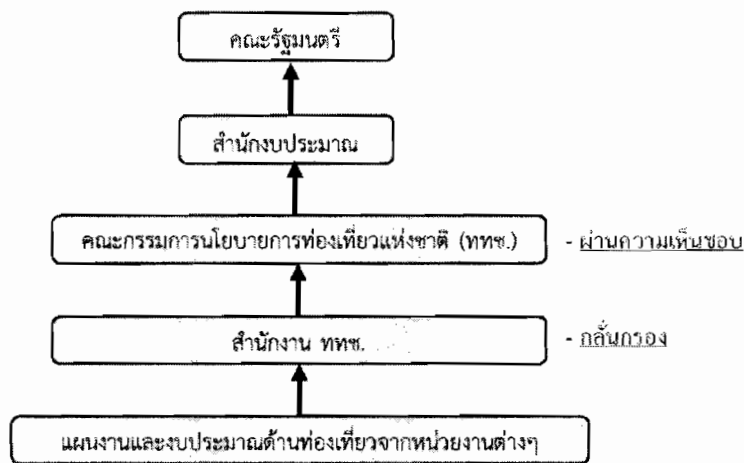 คณะรัฐมนตรี
สำนักงบประมาณ
คณะกรรมการนโยบายการท่องเที่ยวแห่งชาติ (ททช.) - ผ่านความเห็นชอบ
สำนักงาน ททช. - กลั่นกรอง
แผนงานและงบประมาณด้านท่องเที่ยวจากหน่วยงานต่างๆ